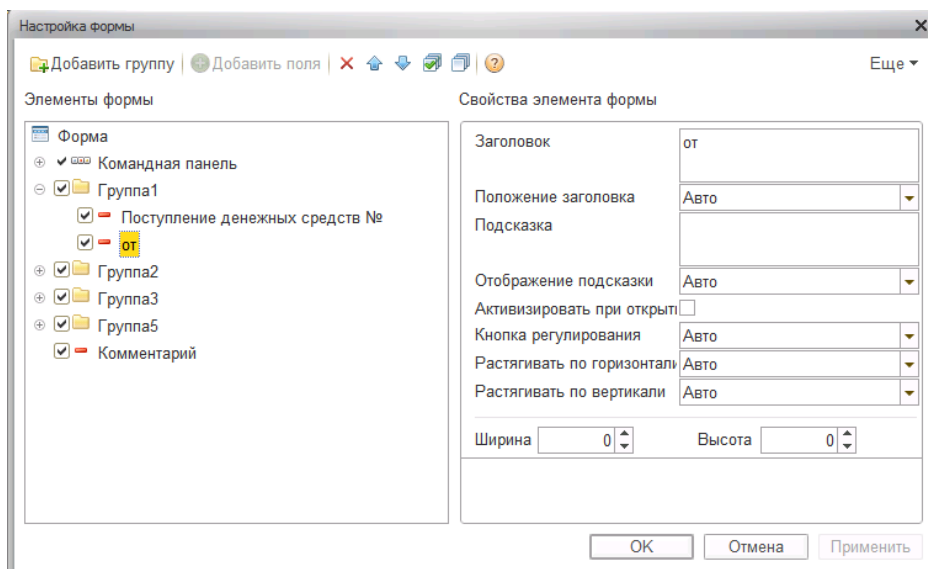 Настройка формы
Добавить группу Добавить поля Еще
Элементы формы Свойства элемента формы
Форма
Командная панель
Группа1
Поступление денежных средств №
от
Группа2
Группа3
Группа5
Комментарий
Заголовок от
Положение заголовка Авто
Подсказка
Отображение подсказки Авто
Активизировать при открыти
Кнопка регулирования Авто
Растягивать по горизонтали Авто
Растягивать по вертикали Авто
Ширина 0 Высота 0
OK Отмена Применить